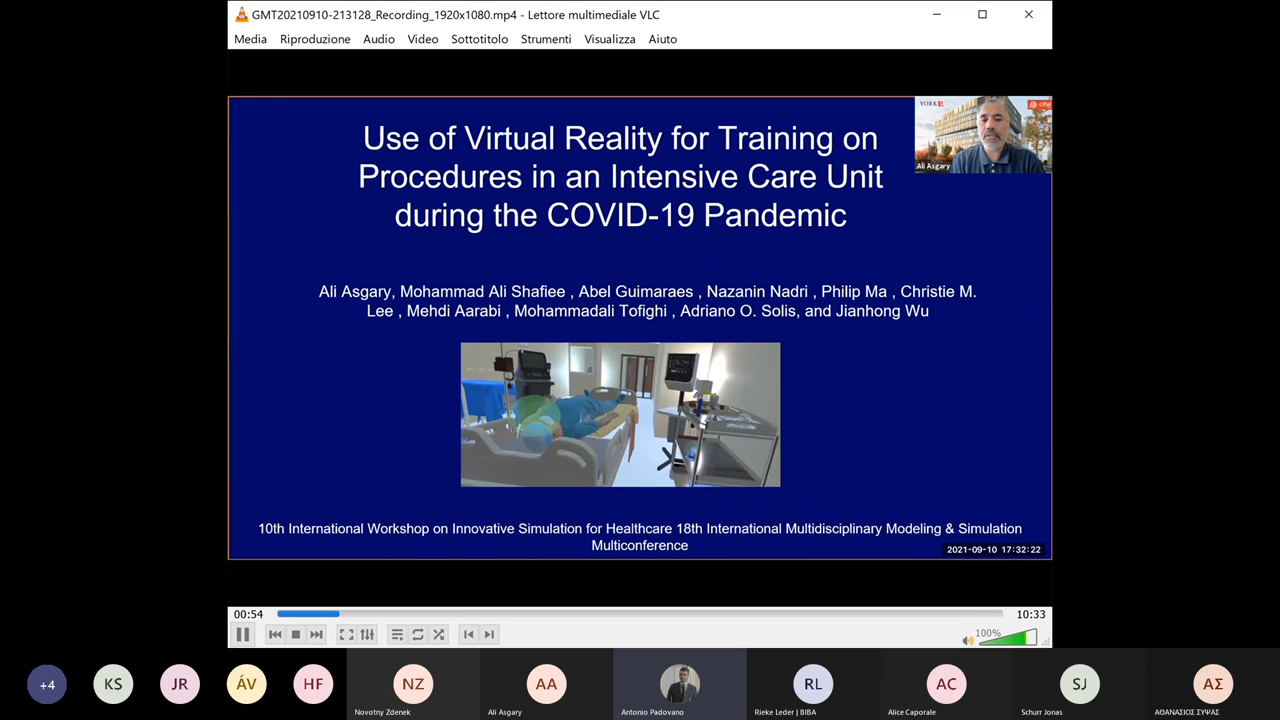 GMT20210910-213128_Recording_1920x1080.mp4 - Lettore multimediale VLC
Media Riproduzione Audio Video Sottotitolo Strumenti Visualizza Aiuto
YORK U
cifal
Ali Asgary
Use of Virtual Reality for Training on
Procedures in an Intensive Care Unit
during the COVID-19 Pandemic
Ali Asgary, Mohammad Ali Shafiee , Abel Guimaraes , Nazanin Nadri , Philip Ma , Christie M.
Lee , Mehdi Aarabi , Mohammadali Tofighi , Adriano O. Solis, and Jianhong Wu
10th International Workshop on Innovative Simulation for Healthcare 18th International Multidisciplinary Modeling & Simulation
Multiconference
2021-09-10 17:32:22
00:54 10:33
100%
+4 KS JR ÁV HF NZ AA RL AC SJ ΑΣ
Novotny Zdenek Ali Asgary Antonio Padovano Rieke Leder | BIBA Alice Caporale Schurr Jonas ΑΘΑΝΑΣΙΟΣ ΣΥΨΑΣ